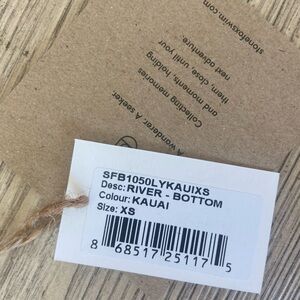 A wanderer. A seeker.
Collecting memories
and moments, holding
them, close, until your
next adventure.
stonefoxswim.com
SFB1050LYKAUIXS
Desc: RIVER - BOTTOM
Colour: KAUAI
Size: XS
8 68517 25117 5